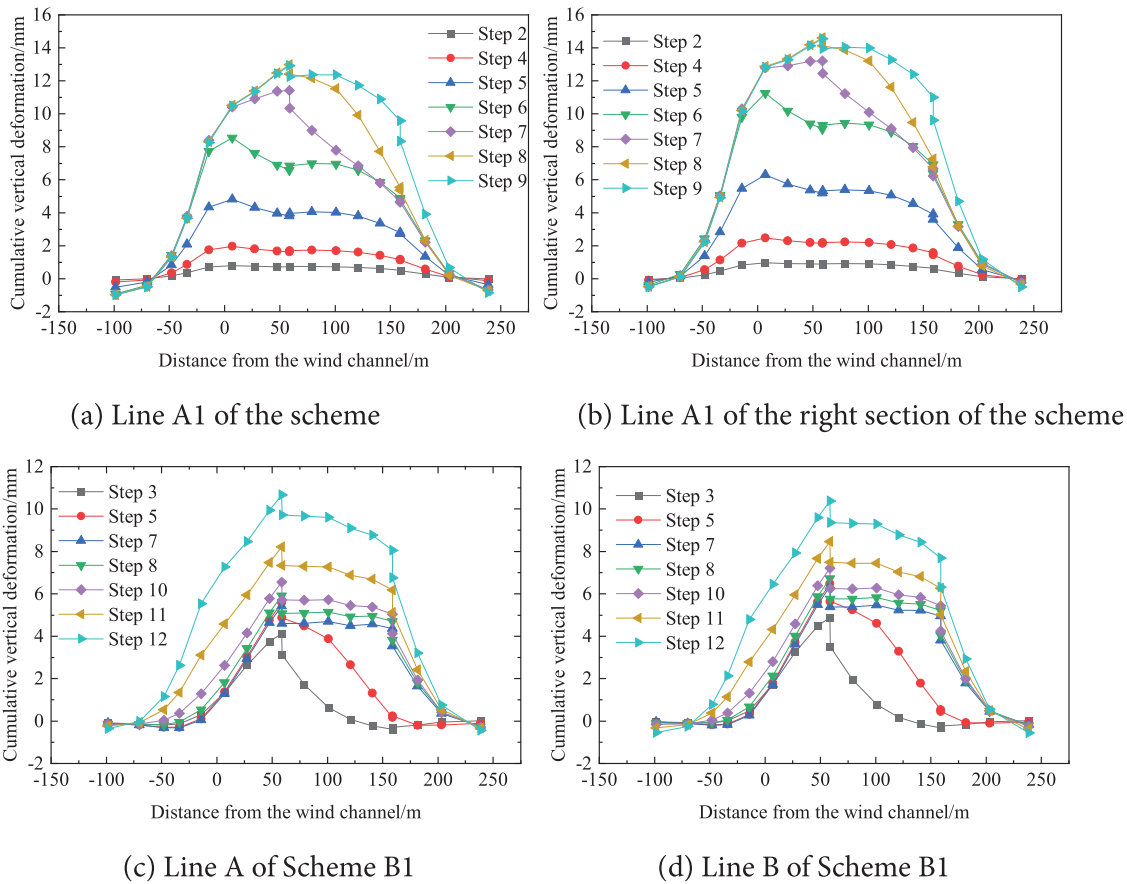 16
14
12
10
8
6
4
2
0
-2
Cumulative vertical deformation/mm
-150 -100 -50 0 50 100 150 200 250
Distance from the wind channel/m
Step 2
Step 4
Step 5
Step 6
Step 7
Step 8
Step 9
(a) Line A1 of the scheme
16
14
12
10
8
6
4
2
0
-2
Cumulative vertical deformation/mm
-150 -100 -50 0 50 100 150 200 250
Distance from the wind channel/m
Step 2
Step 4
Step 5
Step 6
Step 7
Step 8
Step 9
(b) Line A1 of the right section of the scheme
12
10
8
6
4
2
0
-2
Cumulative vertical deformation/mm
-150 -100 -50 0 50 100 150 200 250
Distance from the wind channel/m
Step 3
Step 5
Step 7
Step 8
Step 10
Step 11
Step 12
(c) Line A of Scheme B1
12
10
8
6
4
2
0
-2
Cumulative vertical deformation/mm
-150 -100 -50 0 50 100 150 200 250
Distance from the wind channel/m
Step 3
Step 5
Step 7
Step 8
Step 10
Step 11
Step 12
(d) Line B of Scheme B1